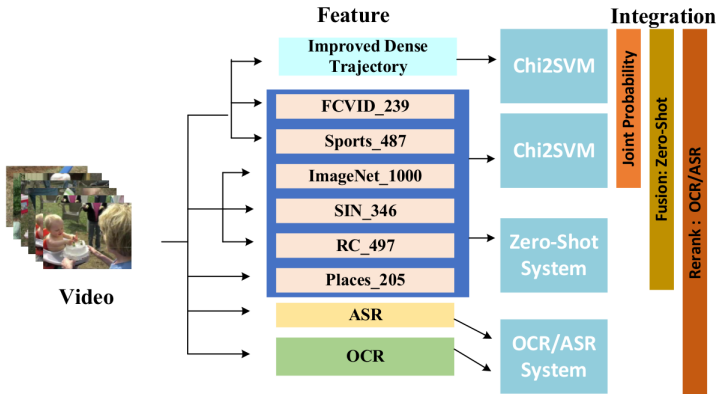 Feature
Integration
Improved Dense
Trajectory
Chi2SVM
FCVID_239
Sports_487
ImageNet_1000
SIN_346
RC_497
Places_205
Chi2SVM
Zero-Shot
System
Video
ASR
OCR
OCR/ASR
System
Joint Probability
Fusion: Zero-Shot
Rerank： OCR/ASR